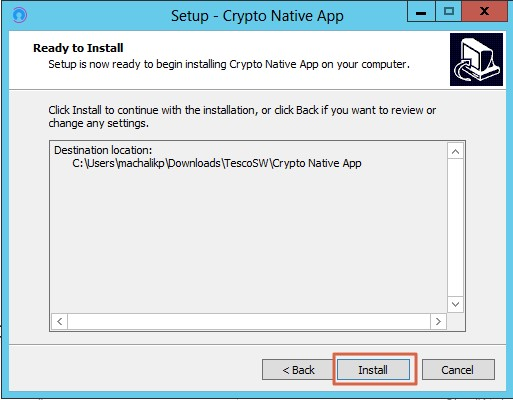 Setup - Crypto Native App
Ready to Install
Setup is now ready to begin installing Crypto Native App on your computer.
Click Install to continue with the installation, or click Back if you want to review or
change any settings.
Destination location:
C:\Users\machalikp\Downloads\TescoSW\Crypto Native App
< Back
Install
Cancel